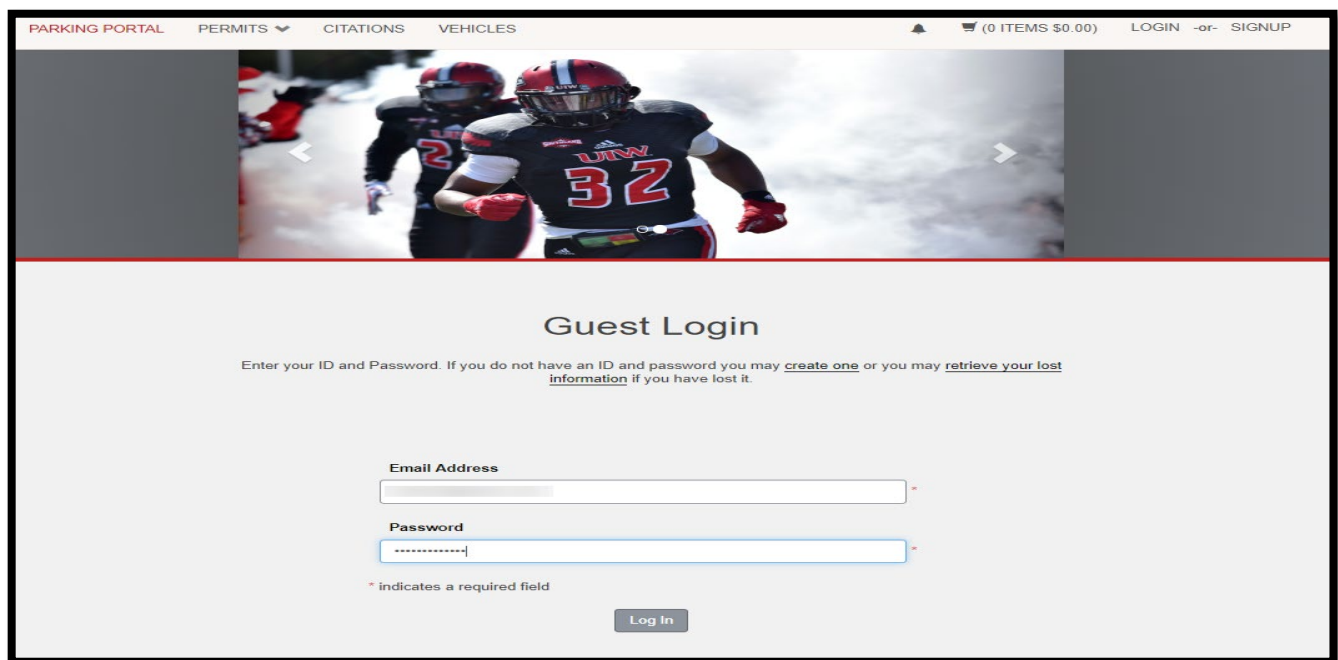 PARKING PORTAL PERMITS CITATIONS VEHICLES (0 ITEMS $0.00) LOGIN -or- SIGNUP
UIW
UIW
32
2
Guest Login
Enter your ID and Password. If you do not have an ID and password you may create one or you may retrieve your lost
information if you have lost it.
Email Address
*
Password
------------- *
* indicates a required field
Log In